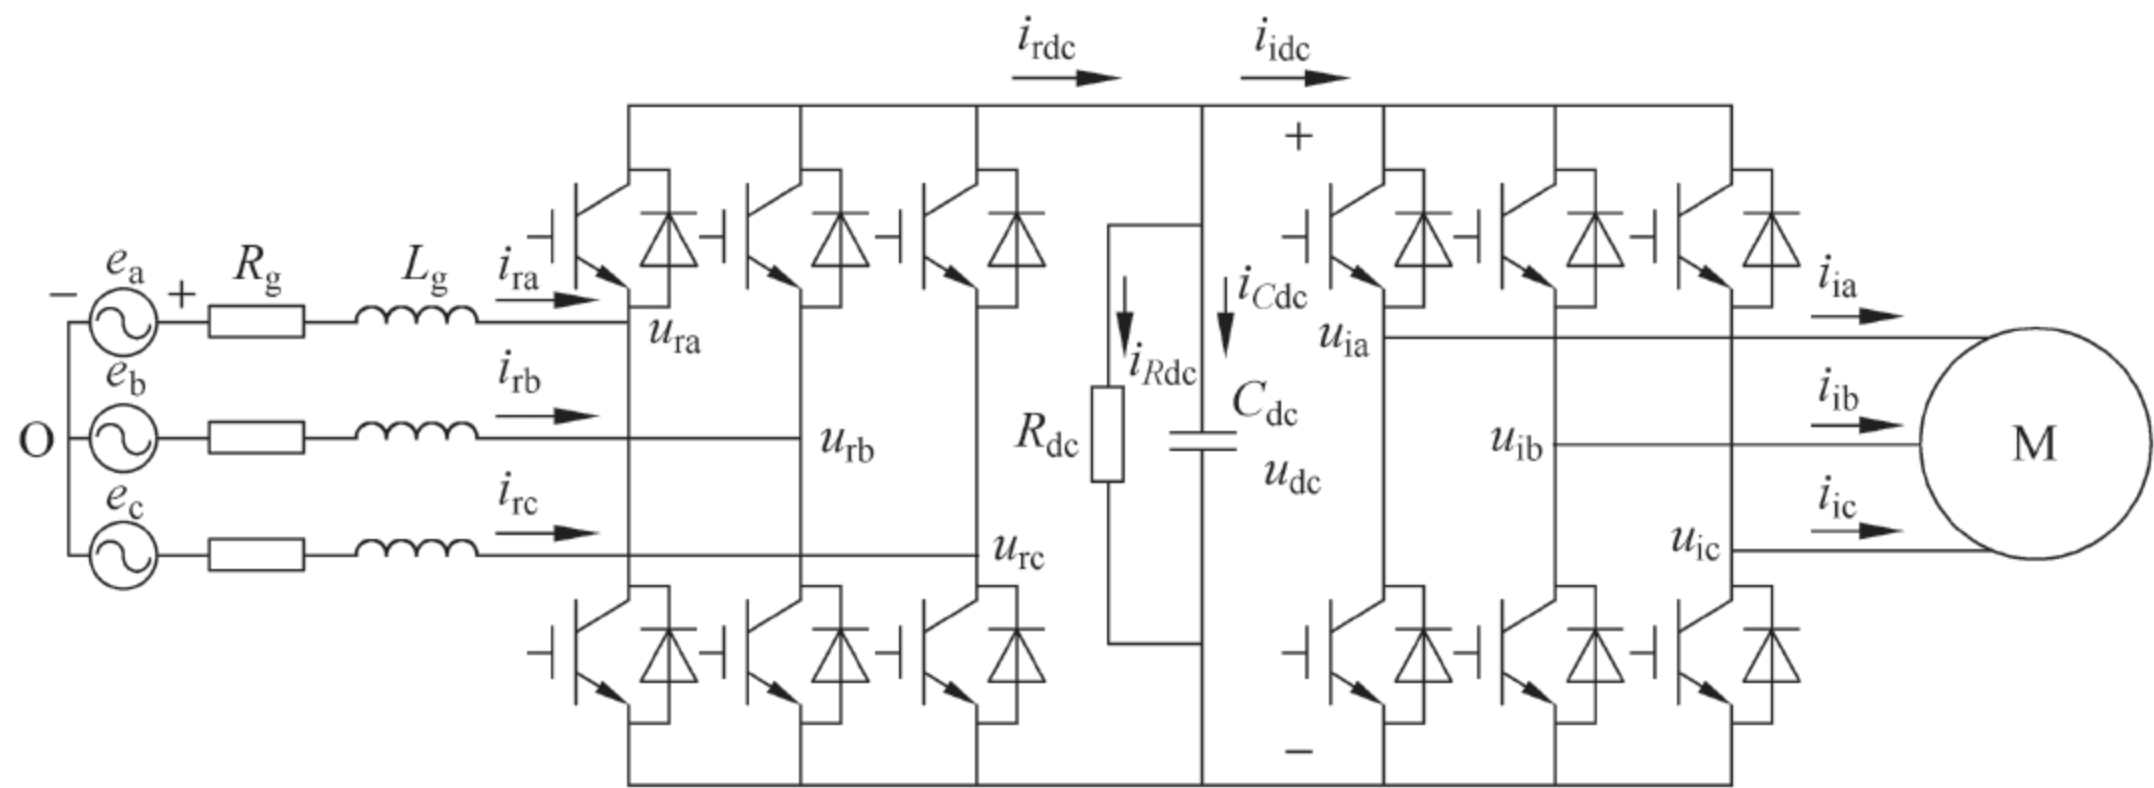 i_rdc
i_idc
+
e_a
−
+
R_g
L_g
i_ra
i_Cdc
i_ia
u_ra
u_ia
e_b
i_rb
i_Rdc
i_ib
O
u_rb
R_dc
C_dc
u_ib
M
u_dc
e_c
i_rc
i_ic
u_rc
u_ic
−